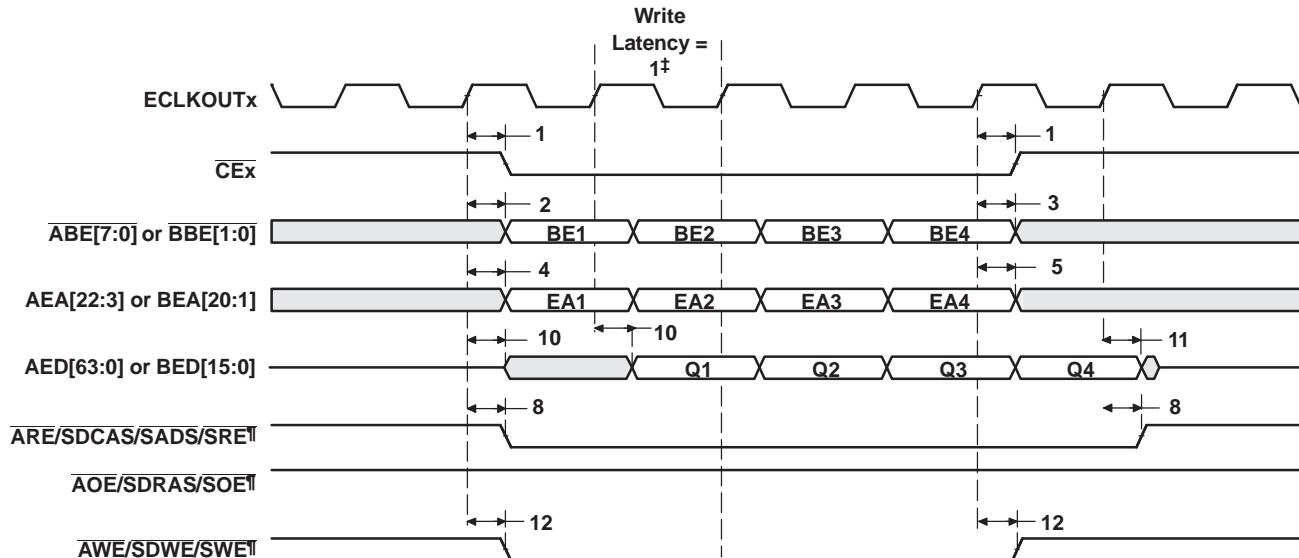 Write
Latency =
1‡
ECLKOUTx
1 1
CEx
2 3
ABE[7:0] or BBE[1:0]
BE1 BE2 BE3 BE4
4 5
AEA[22:3] or BEA[20:1]
EA1 EA2 EA3 EA4
10 10 11
AED[63:0] or BED[15:0]
Q1 Q2 Q3 Q4
8 8
ARE/SDCAS/SADS/SRE¶
AOE/SDRAS/SOE¶
12 12
AWE/SDWE/SWE¶